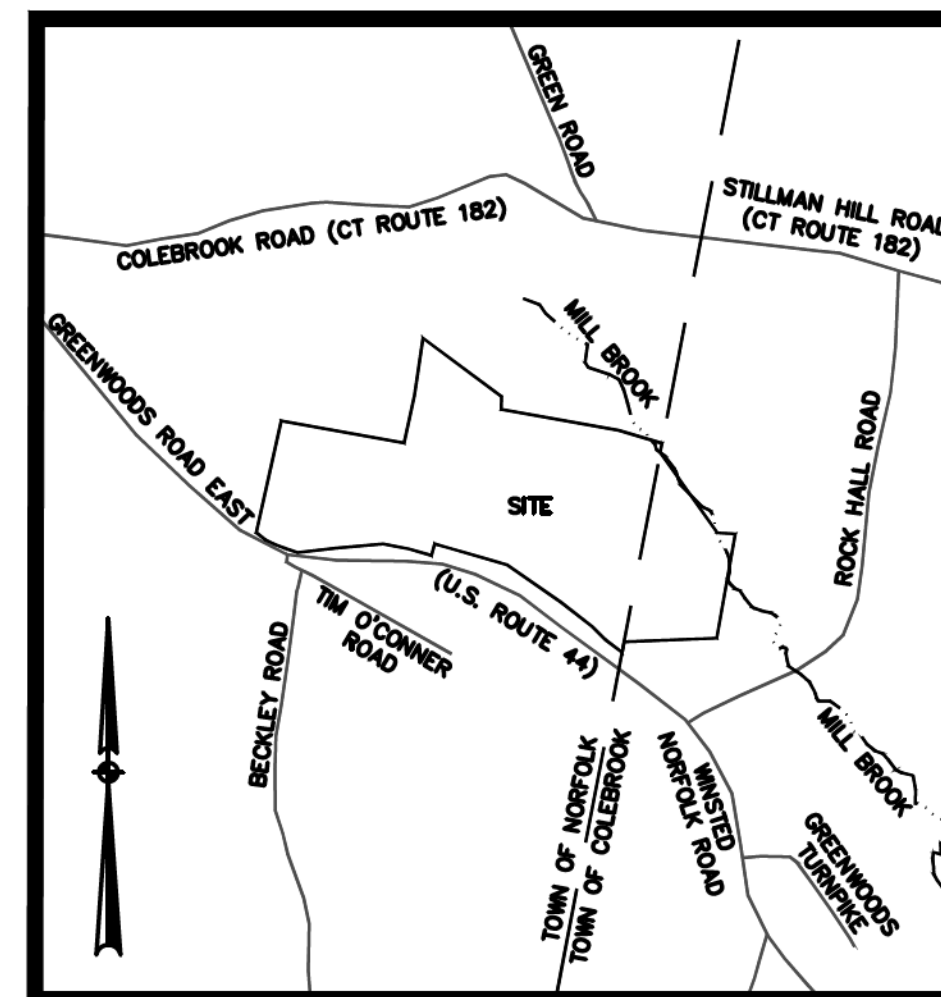 GREEN ROAD
STILLMAN HILL ROAD
(CT ROUTE 182)
COLEBROOK ROAD (CT ROUTE 182)
MILL BROOK
GREENWOODS ROAD EAST
ROCK HALL ROAD
SITE
(U.S. ROUTE 44)
TIM O'CONNER
ROAD
BECKLEY ROAD
MILL BROOK
WINSTED
NORFOLK ROAD
TOWN OF NORFOLK
TOWN OF COLEBROOK
GREENWOODS
TURNPIKE